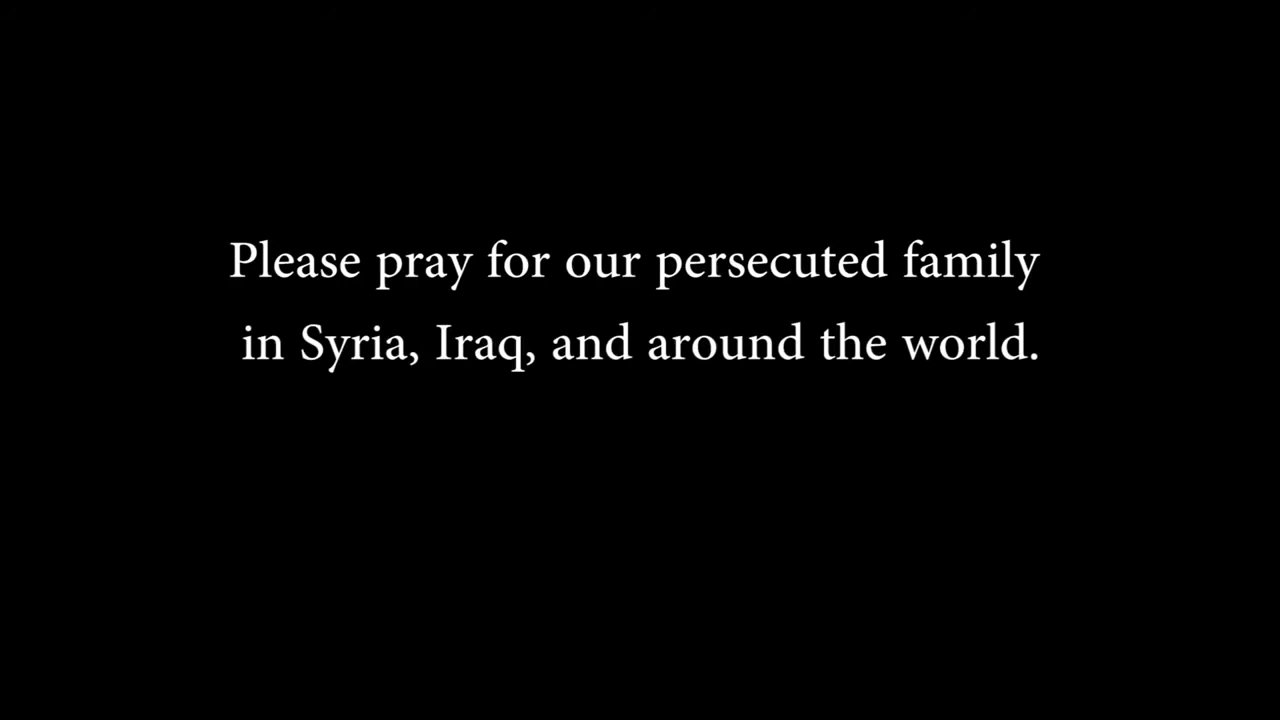 Please pray for our persecuted family
in Syria, Iraq, and around the world.